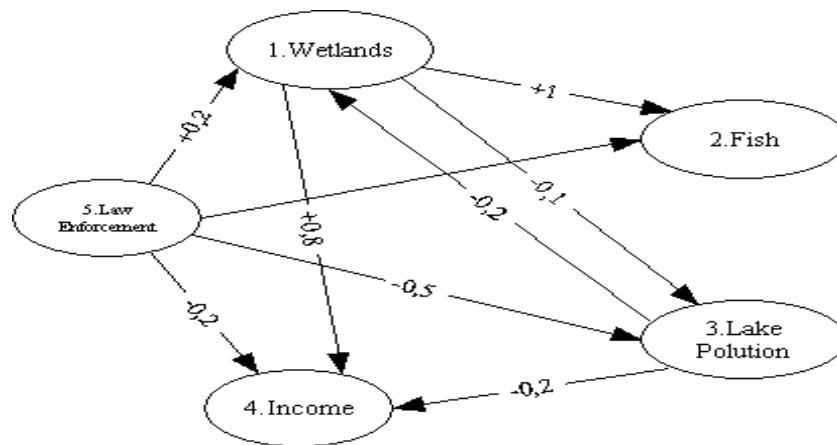 1.Wetlands
+1
2.Fish
+0,2
-0,1
-0,2
5.Law
Enforcement
+0,8
-0,5
-0,2
3.Lake
Polution
-0,2
4.Income